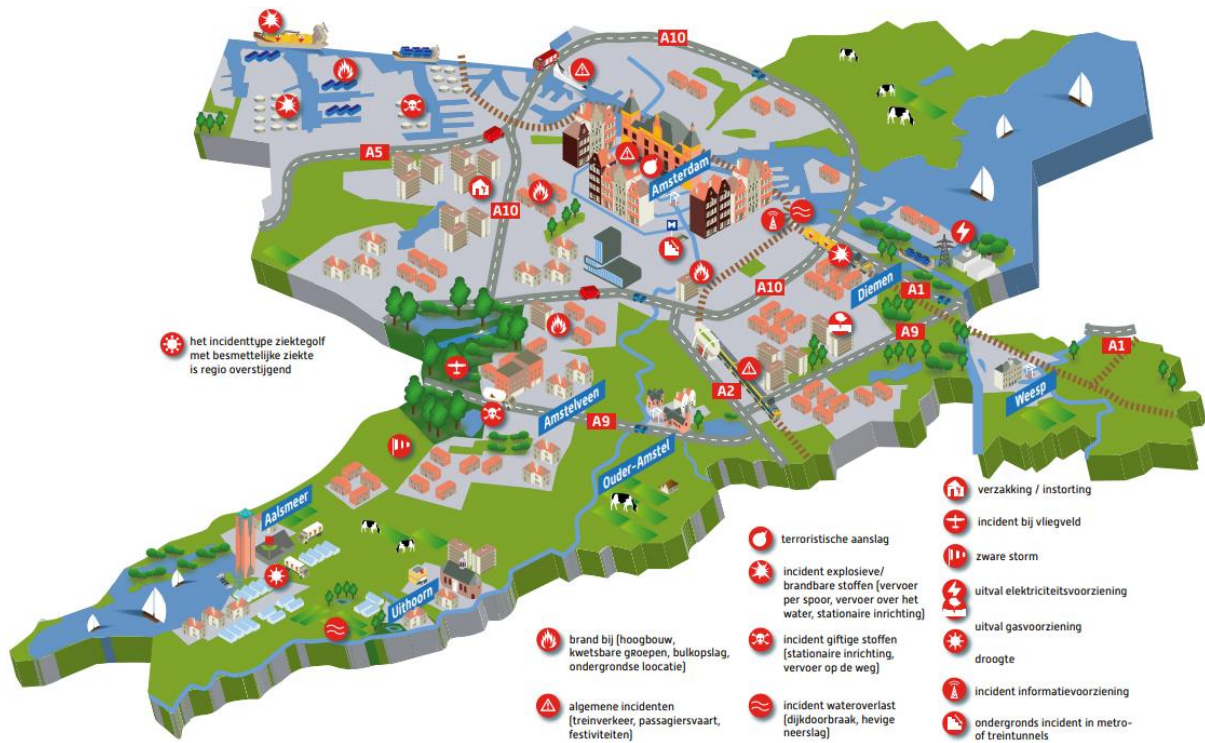 A10
A5
A10
Amsterdam
A10
Diemen
A1
A9
A1
het incidenttype ziektegolf
met besmettelijke ziekte
is regio overstijgend
A2
Weesp
Amstelveen
A9
Ouder-Amstel
Aalsmeer
Uithoorn
brand bij (hoogbouw,
kwetsbare groepen, bulkopslag,
ondergrondse loocatie)
algemene incidenten
(treinverkeer, passagiersvaart,
festiviteiten)
terroristische aanslag
incident explosieve/
brandbare stoffen (vervoer
per spoor, vervoer over het
water, stationaire inrichting)
incident giftige stoffen
(stationaire inrichting,
vervoer op de weg)
incident wateroverlast
(dijkdoorbraak, hevige
neerslag)
verzakking / instorting
incident bij vliegveld
zware storm
uitval elektriciteitsvoorziening
uitval gasvoorziening
droogte
incident informatievoorziening
ondergronds incident in metro-
of treintunnels